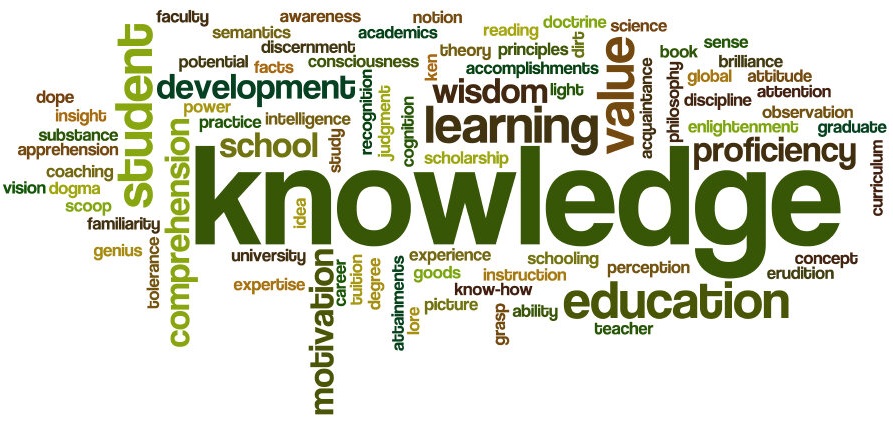 faculty
awareness
notion
doctrine
science
semantics
academics
reading
student
discernment
theory
principles
dirt
book
sense
potential
facts
consciousness
ken
accomplishments
value
philosophy
global
brilliance
attitude
development
recognition
wisdom
light
acquaintance
discipline
attention
dope
insight
power
judgment
cognition
learning
observation
substance
practice
intelligence
enlightenment
graduate
apprehension
school
study
scholarship
proficiency
curriculum
coaching
comprehension
knowledge
vision
dogma
scoop
idea
familiarity
genius
tolerance
university
motivation
experience
schooling
concept
expertise
career
tuition
degree
attainments
goods
instruction
perception
erudition
know-how
lore
picture
grasp
ability
education
teacher